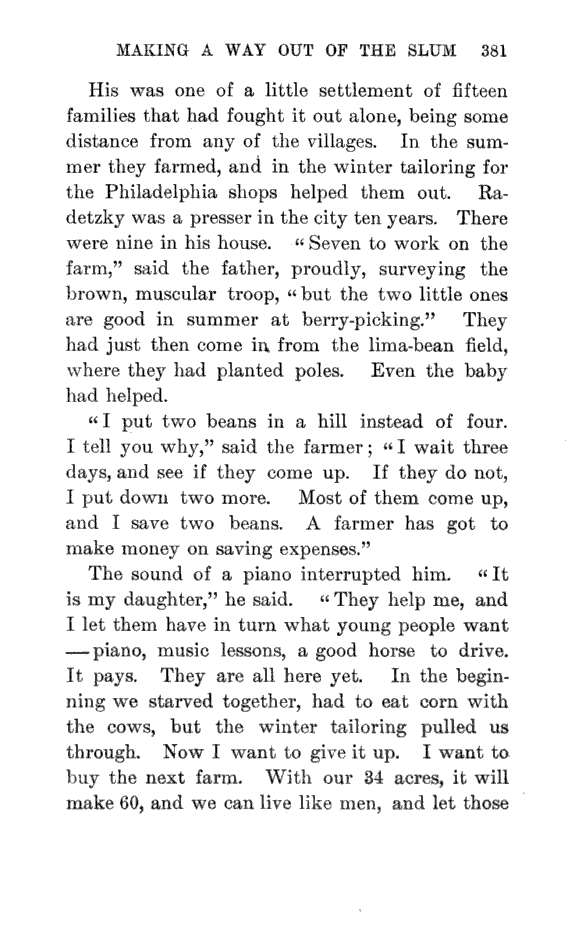 MAKING A WAY OUT OF THE SLUM 381
His was one of a little settlement of fifteen
families that had fought it out alone, being some
distance from any of the villages. In the sum-
mer they farmed, and in the winter tailoring for
the Philadelphia shops helped them out. Ra-
detzky was a presser in the city ten years. There
were nine in his house. “Seven to work on the
farm,” said the father, proudly, surveying the
brown, muscular troop, “but the two little ones
are good in summer at berry-picking.” They
had just then come in from the lima-bean field,
where they had planted poles. Even the baby
had helped.
“I put two beans in a hill instead of four.
I tell you why,” said the farmer; “I wait three
days, and see if they come up. If they do not,
I put down two more. Most of them come up,
and I save two beans. A farmer has got to
make money on saving expenses.”
The sound of a piano interrupted him. “It
is my daughter,” he said. “They help me, and
I let them have in turn what young people want
—piano, music lessons, a good horse to drive.
It pays. They are all here yet. In the begin-
ning we starved together, had to eat corn with
the cows, but the winter tailoring pulled us
through. Now I want to give it up. I want to
buy the next farm. With our 34 acres, it will
make 60, and we can live like men, and let those